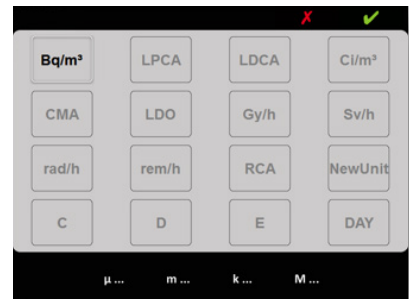 ✗ ✔
Bq/m³ LPCA LDCA Ci/m³
CMA LDO Gy/h Sv/h
rad/h rem/h RCA NewUnit
C D E DAY
µ ... m ... k ... M ...